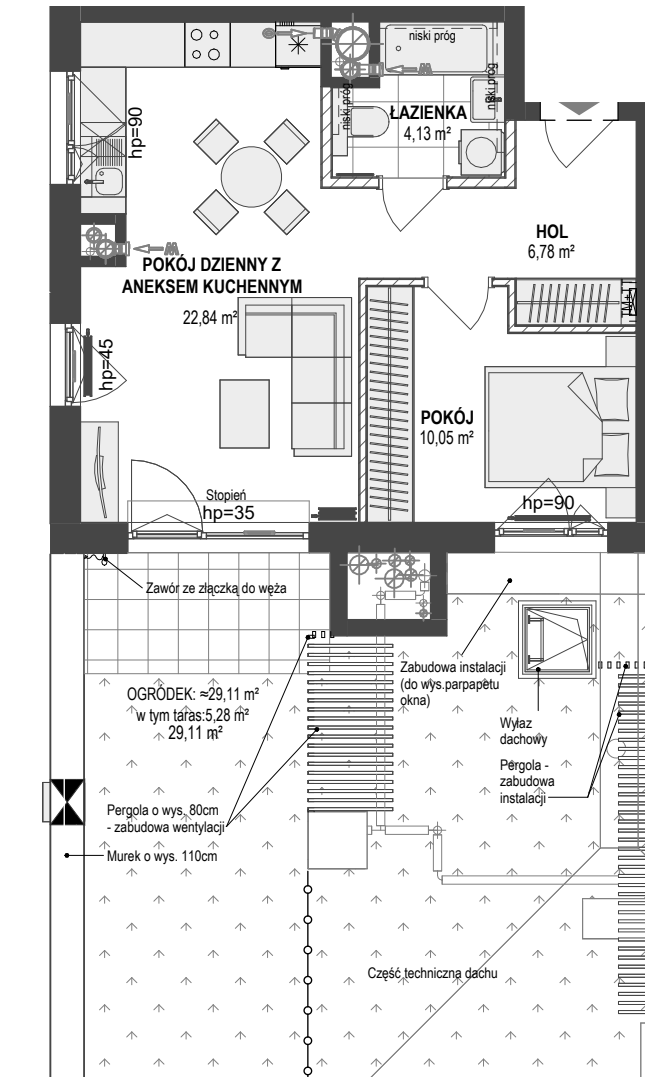 niski próg
niski próg
niski próg
ŁAZIENKA
4,13 m²
hp=90
W
HOL
6,78 m²
W
POKÓJ DZIENNY Z
ANEKSEM KUCHENNYM
22,84 m²
hp=45
POKÓJ
10,05 m²
Stopień
hp=35
hp=90
Zawór ze złączką do węża
Zabudowa instalacji
(do wys.parpapetu
okna)
OGRÓDEK: ≈29,11 m²
w tym taras:5,28 m²
29,11 m²
Wyłaz
dachowy
Pergola -
zabudowa
instalacji
Pergola o wys. 80cm
- zabudowa wentylacji
Murek o wys. 110cm
Część techniczna dachu